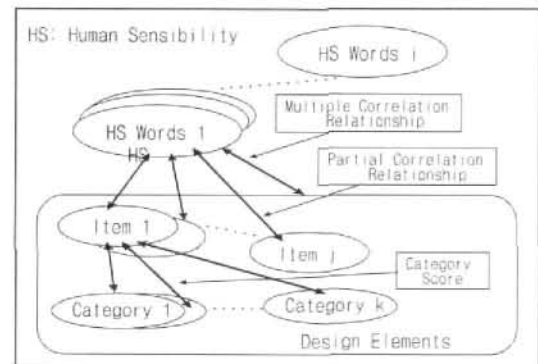 HS: Human Sensibility
HS Words i
HS Words 1
HS
Multiple Correlation
Relationship
Partial Correlation
Relationship
Item 1
Item j
Category
Score
Category 1
Category k
Design Elements